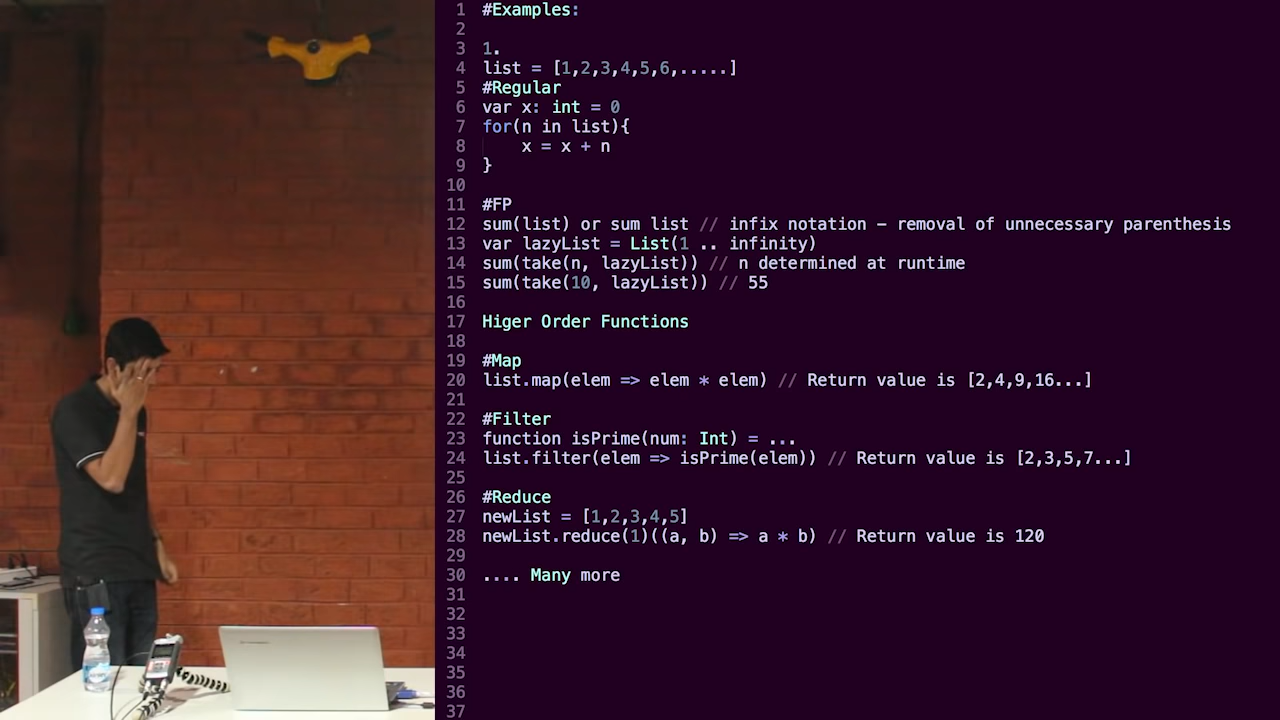 1 #Examples:
2
3 1.
4 list = [1,2,3,4,5,6,.....]
5 #Regular
6 var x: int = 0
7 for(n in list){
8 x = x + n
9 }
10
11 #FP
12 sum(list) or sum list // infix notation – removal of unnecessary parenthesis
13 var lazyList = List(1 .. infinity)
14 sum(take(n, lazyList)) // n determined at runtime
15 sum(take(10, lazyList)) // 55
16
17 Higer Order Functions
18
19 #Map
20 list.map(elem => elem * elem) // Return value is [2,4,9,16...]
21
22 #Filter
23 function isPrime(num: Int) = ...
24 list.filter(elem => isPrime(elem)) // Return value is [2,3,5,7...]
25
26 #Reduce
27 newList = [1,2,3,4,5]
28 newList.reduce(1)((a, b) => a * b) // Return value is 120
29
30 .... Many more
31
32
33
34
35
36
37